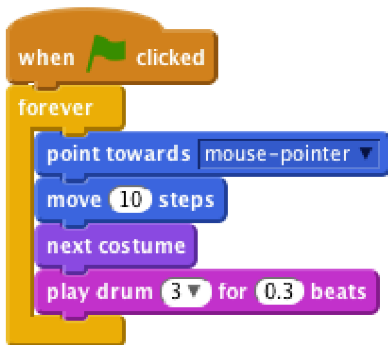 when clicked
forever
point towards mouse-pointer
move 10 steps
next costume
play drum 3 for 0.3 beats